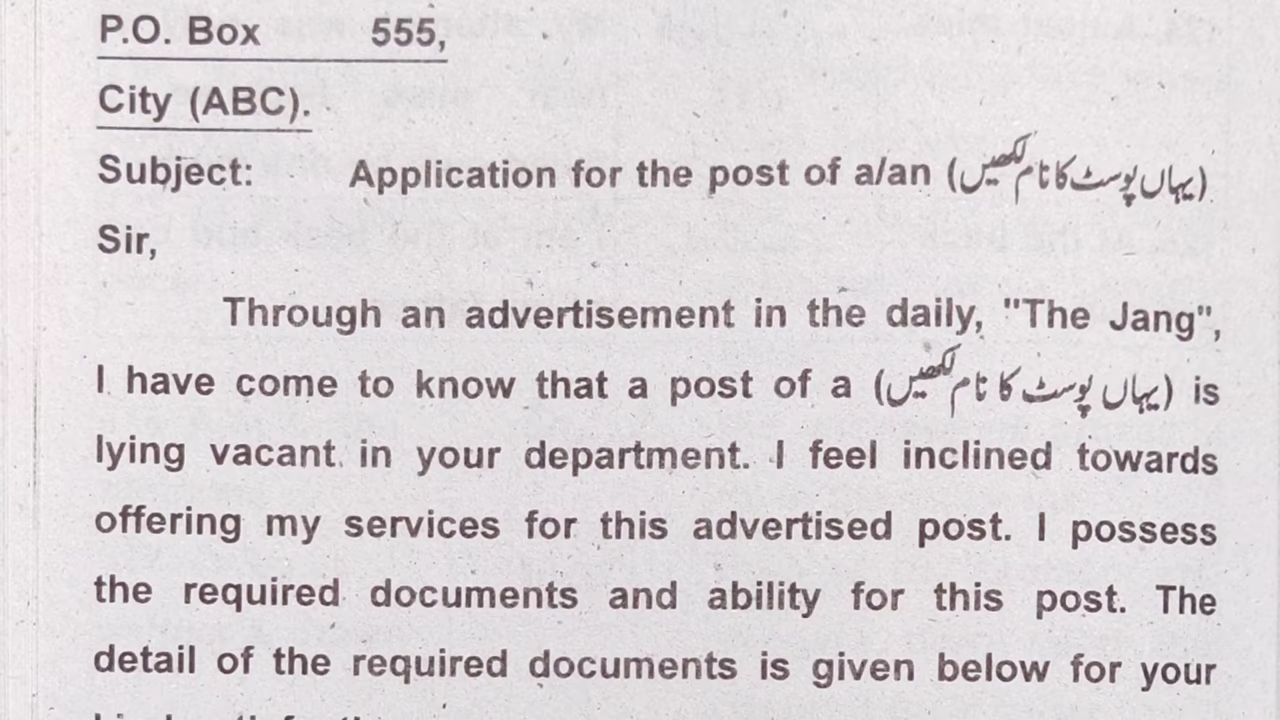 P.O. Box 555,
City (ABC).
Subject: Application for the post of a/an (یہاں پوسٹ کا نام لکھیں)
Sir,
Through an advertisement in the daily, "The Jang",
I have come to know that a post of a (یہاں پوسٹ کا نام لکھیں) is
lying vacant in your department. I feel inclined towards
offering my services for this advertised post. I possess
the required documents and ability for this post. The
detail of the required documents is given below for your